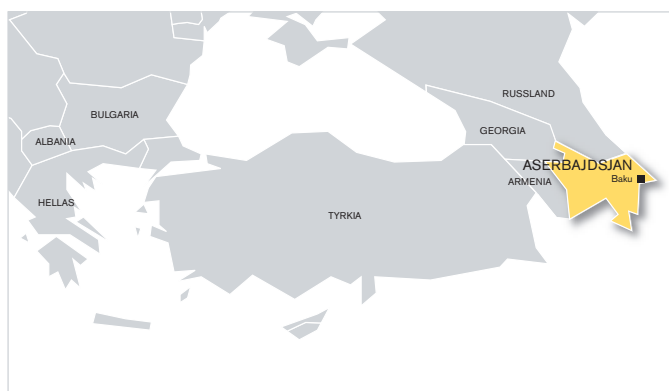 RUSSLAND
BULGARIA
GEORGIA
ALBANIA
ASERBAJDSJAN
Baku
ARMENIA
HELLAS
TYRKIA